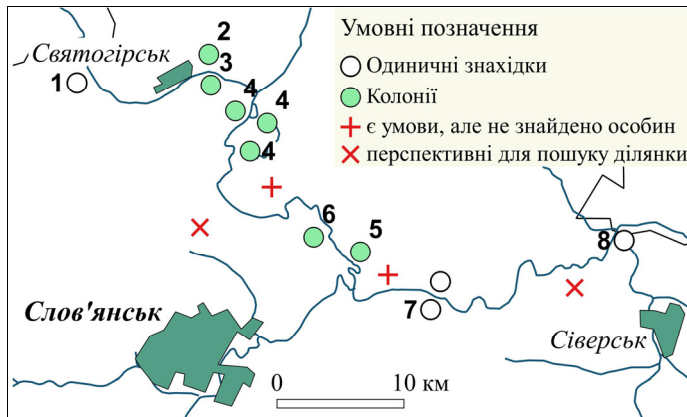 Умовні позначення
Одиничні знахідки
Колонії
є умови, але не знайдено особин
перспективні для пошуку ділянки
Святогірськ
1
2
3
4
4
4
6
5
8
7
Слов'янськ
Сіверськ
0 10 км